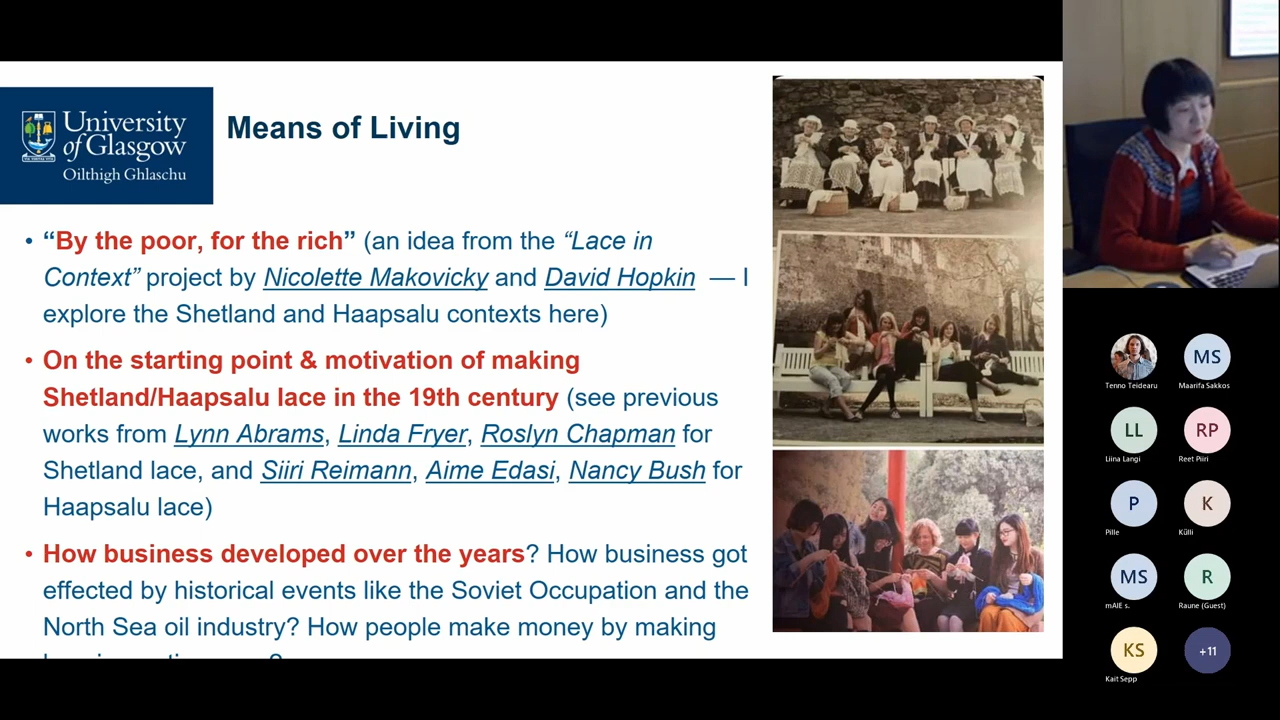 University
of Glasgow
Oilthigh Ghlaschu
Means of Living
• “By the poor, for the rich” (an idea from the “Lace in
Context” project by Nicolette Makovicky and David Hopkin — I
explore the Shetland and Haapsalu contexts here)
• On the starting point & motivation of making
Shetland/Haapsalu lace in the 19th century (see previous
works from Lynn Abrams, Linda Fryer, Roslyn Chapman for
Shetland lace, and Siiri Reimann, Aime Edasi, Nancy Bush for
Haapsalu lace)
• How business developed over the years? How business got
effected by historical events like the Soviet Occupation and the
North Sea oil industry? How people make money by making
Tenno Teidearu
MS
Maarifa Sakkos
LL
Liina Langi
RP
Reet Piiri
P
Pille
K
Külli
MS
mAIE s.
R
Raune (Guest)
KS
Kait Sepp
+11